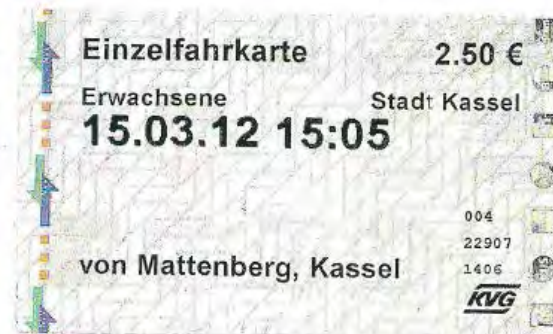 Einzelfahrkarte 2.50 €
Erwachsene Stadt Kassel
15.03.12 15:05
004
22907
von Mattenberg, Kassel 1406
KVG